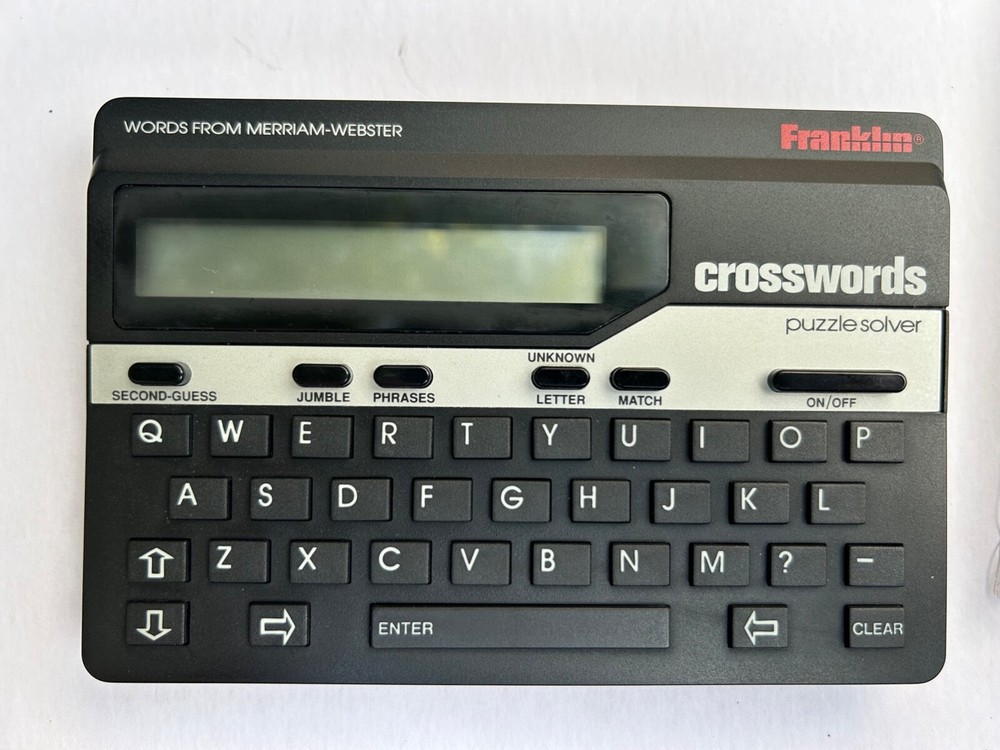 WORDS FROM MERRIAM-WEBSTER
Franklin®
crosswords
puzzle solver
SECOND-GUESS JUMBLE PHRASES UNKNOWN LETTER MATCH ON/OFF
Q W E R T Y U I O P
A S D F G H J K L
⇧ Z X C V B N M ? –
⇩ ⇨ ENTER ⇦ CLEAR